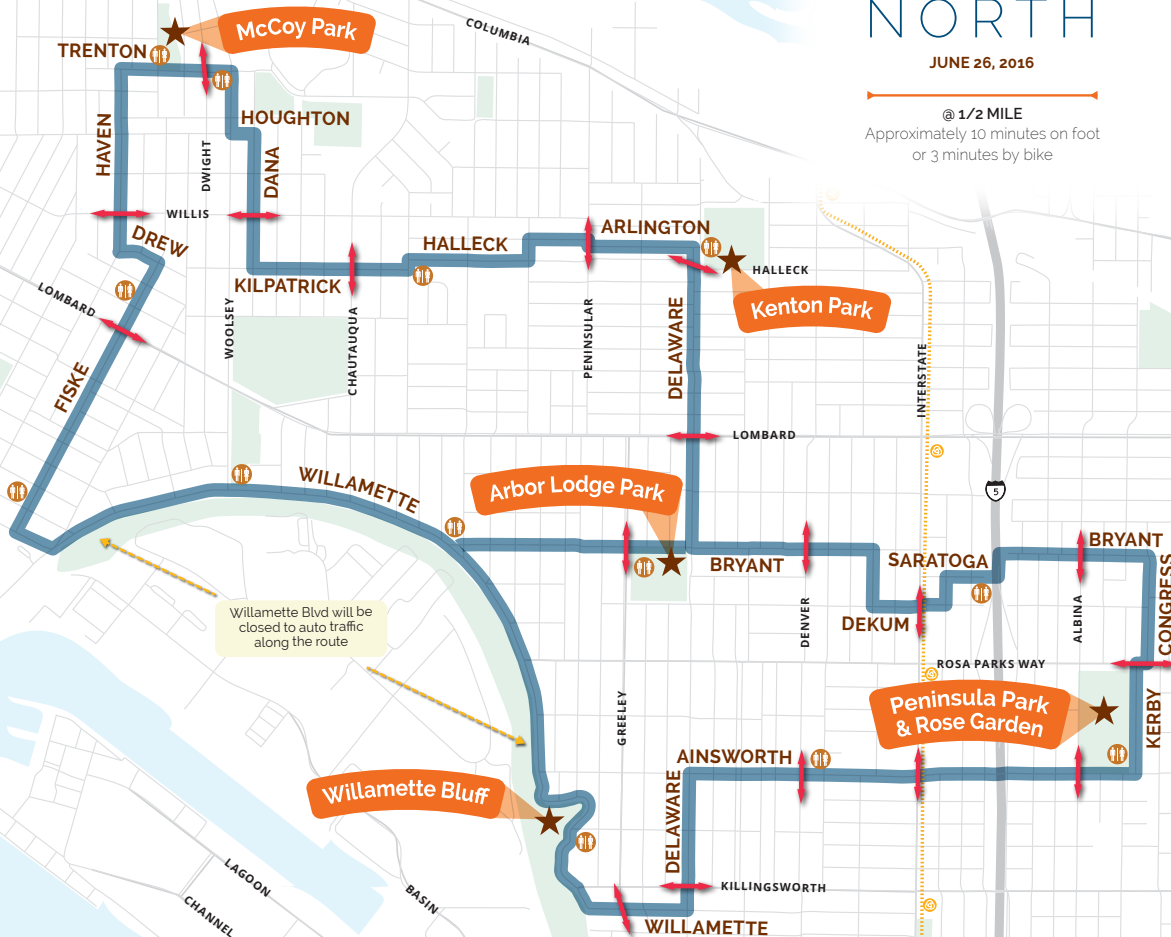 NORTH
JUNE 26, 2016
@ 1/2 MILE
Approximately 10 minutes on foot
or 3 minutes by bike
McCoy Park
COLUMBIA
TRENTON
HOUGHTON
HAVEN
DWIGHT
DANA
WILLIS
DREW
HALLECK
ARLINGTON
HALLECK
KILPATRICK
Kenton Park
LOMBARD
WOOLSEY
CHAUTAUQUA
PENINSULAR
DELAWARE
INTERSTATE
FISKE
LOMBARD
WILLAMETTE
Arbor Lodge Park
5
BRYANT
BRYANT
SARATOGA
CONGRESS
Willamette Blvd will be
closed to auto traffic
along the route
DENVER
DEKUM
ALBINA
ROSA PARKS WAY
GREELEY
Peninsula Park
& Rose Garden
KERBY
AINSWORTH
Willamette Bluff
DELAWARE
KILLINGSWORTH
LAGOON
CHANNEL
BASIN
WILLAMETTE